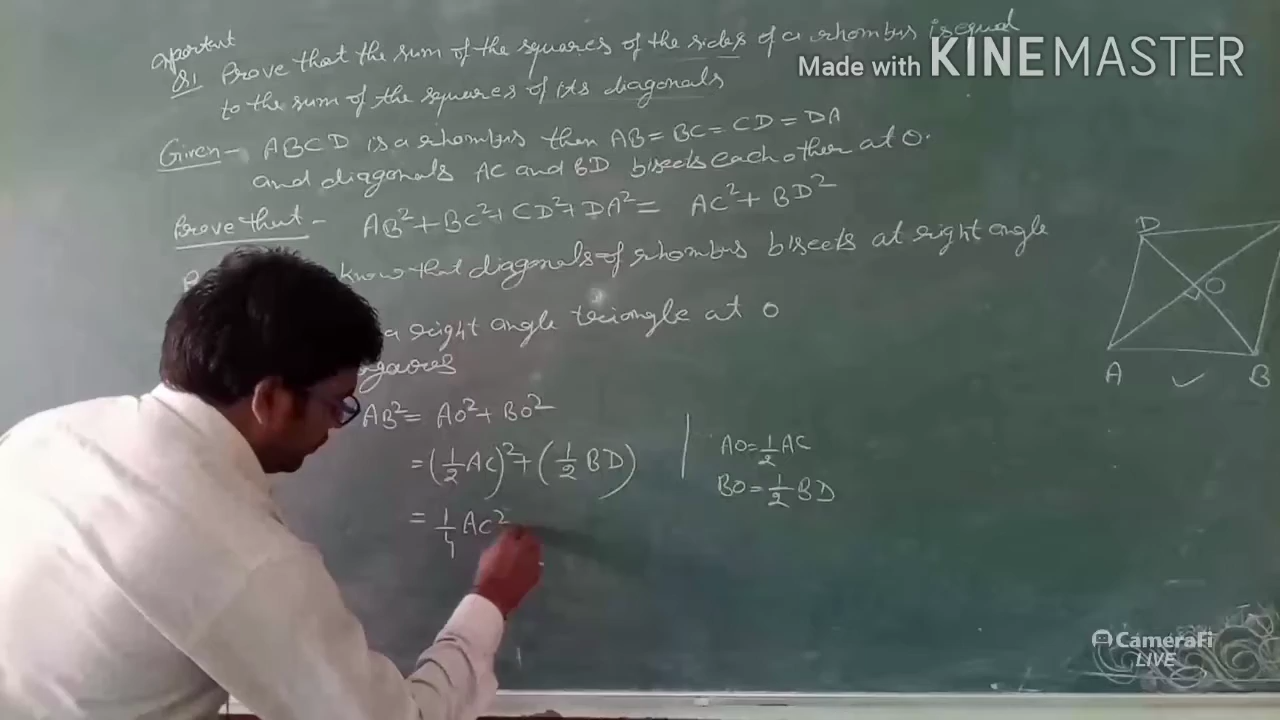 Made with KINEMASTER
Q1 Prove that the sum of the squares of the sides of a rhombus is equal
to the sum of the squares of its diagonals
Given - ABCD is a rhombus then AB = BC = CD = DA
and diagonals AC and BD bisects each other at O.
Prove that - AB² + BC² + CD² + DA² = AC² + BD²
know that diagonals of rhombus bisects at right angle
a right angle triangle at O
AB² = AO² + BO²
= (1/2 AC)² + (1/2 BD)
= 1/4 AC²
AO = 1/2 AC
BO = 1/2 BD
D
O
A
B
CameraFi
LIVE